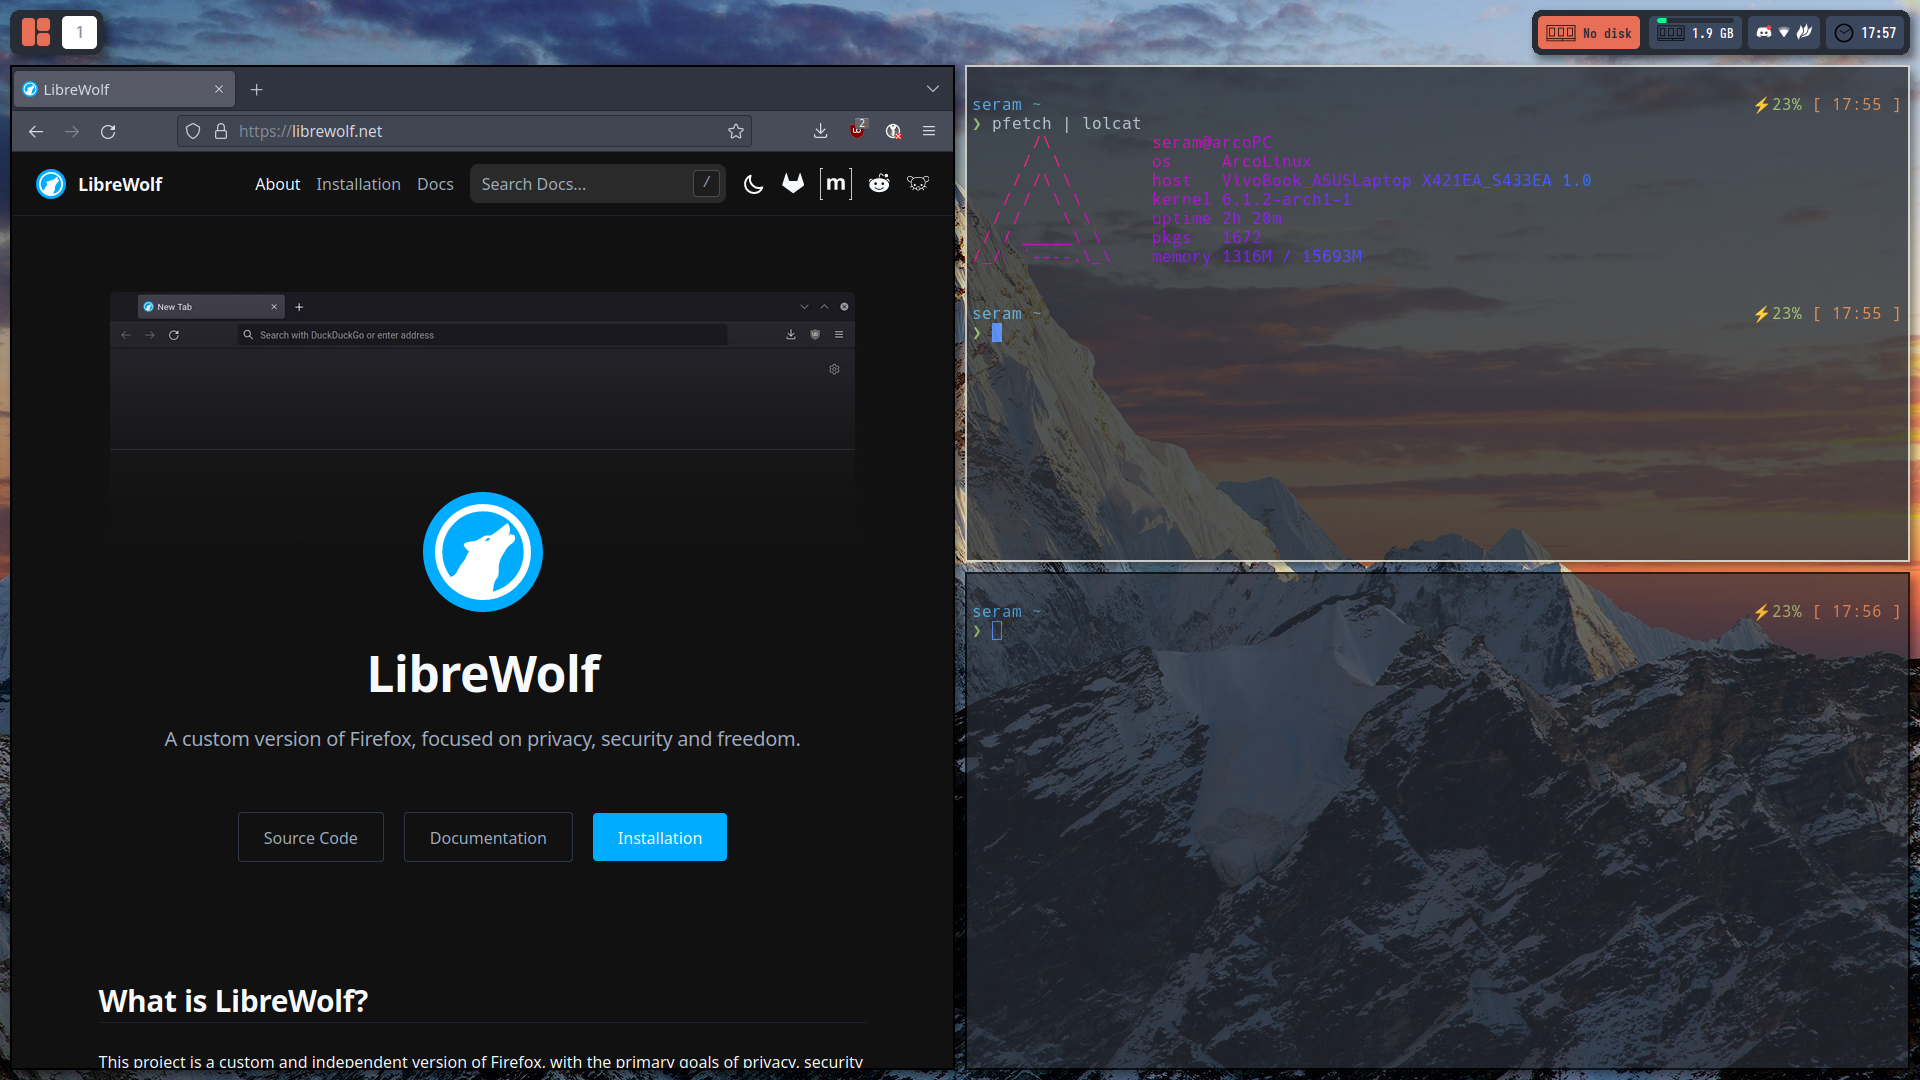 1
No disk
1.9 GB
17:57
LibreWolf
https://librewolf.net
2
LibreWolf
About Installation Docs Search Docs... /
m
New Tab
Search with DuckDuckGo or enter address
LibreWolf
A custom version of Firefox, focused on privacy, security and freedom.
Source Code Documentation Installation
What is LibreWolf?
This project is a custom and independent version of Firefox, with the primary goals of privacy, security
seram ~ ⚡23% [ 17:55 ]
❯ pfetch | lolcat
seram@arcoPC
os ArcoLinux
host VivoBook_ASUSLaptop X421EA_S433EA 1.0
kernel 6.1.2-arch1-1
uptime 2h 20m
pkgs 1672
memory 1316M / 15693M
seram ~ ⚡23% [ 17:55 ]
❯
seram ~ ⚡23% [ 17:56 ]
❯